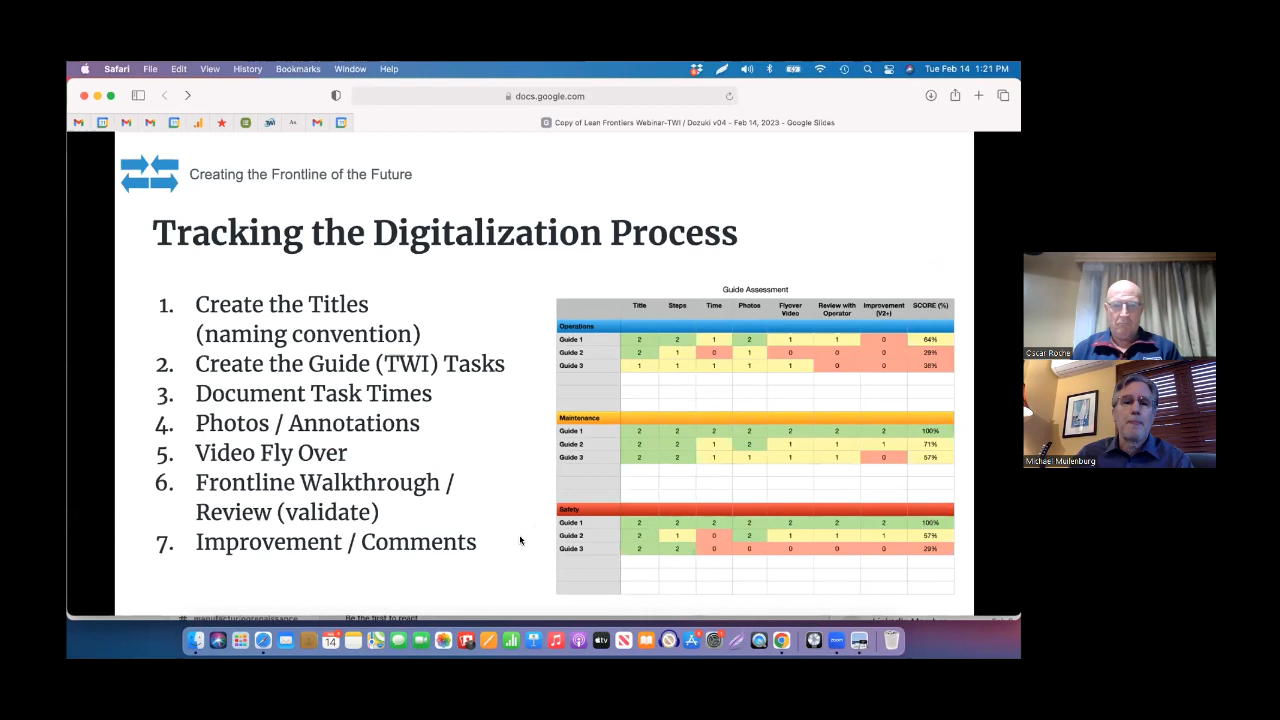 Safari File Edit View History Bookmarks Window Help
Tue Feb 14 1:21 PM
docs.google.com
Copy of Lean Frontiers Webinar-TWI / Dozuki v04 - Feb 14, 2023 - Google Slides
Creating the Frontline of the Future
Tracking the Digitalization Process
1. Create the Titles
(naming convention)
2. Create the Guide (TWI) Tasks
3. Document Task Times
4. Photos / Annotations
5. Video Fly Over
6. Frontline Walkthrough /
Review (validate)
7. Improvement / Comments
Guide Assessment
Title Steps Time Photos Flyover Video Review with Operator Improvement (V2+) SCORE (%)
Operations
Guide 1 2 2 1 2 1 1 0 64%
Guide 2 2 1 0 1 0 0 0 29%
Guide 3 1 1 1 1 1 0 0 36%
Maintenance
Guide 1 2 2 2 2 2 2 2 100%
Guide 2 2 2 1 2 1 1 1 71%
Guide 3 2 2 1 1 1 1 0 57%
Safety
Guide 1 2 2 2 2 2 2 2 100%
Guide 2 2 1 0 2 1 1 1 57%
Guide 3 2 2 0 0 0 0 0 29%
Oscar Roche
Michael Muilenburg
# manufacturingrenaissance
Be the first to react